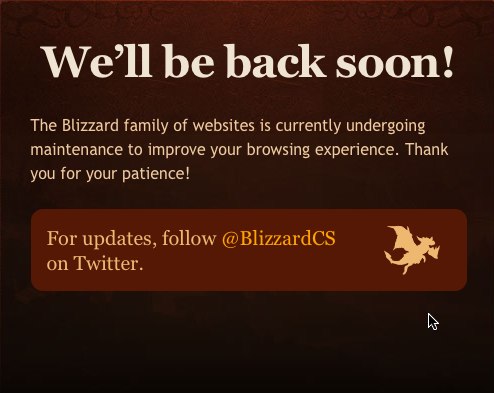 We’ll be back soon!
The Blizzard family of websites is currently undergoing
maintenance to improve your browsing experience. Thank
you for your patience!
For updates, follow @BlizzardCS
on Twitter.